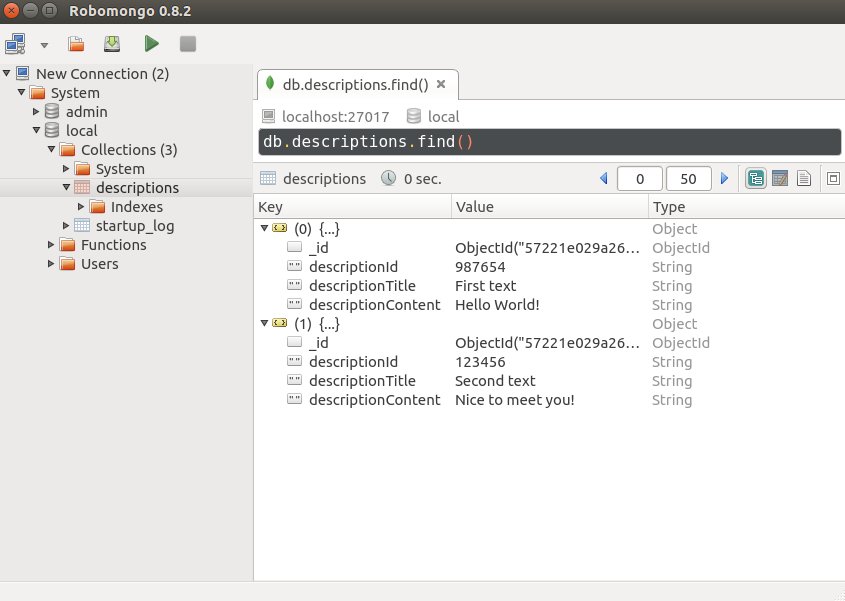 Robomongo 0.8.2
New Connection (2)
System
admin
local
Collections (3)
System
descriptions
Indexes
startup_log
Functions
Users
db.descriptions.find()
localhost:27017 local
db.descriptions.find()
descriptions 0 sec. 0 50
Key Value Type
(0) {...} Object
_id ObjectId("57221e029a26... ObjectId
descriptionId 987654 String
descriptionTitle First text String
descriptionContent Hello World! String
(1) {...} Object
_id ObjectId("57221e029a26... ObjectId
descriptionId 123456 String
descriptionTitle Second text String
descriptionContent Nice to meet you! String